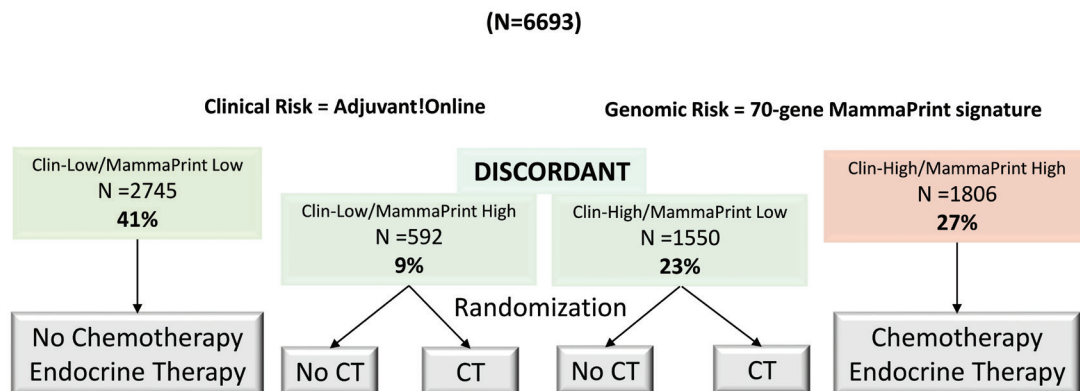 (N=6693)
Clinical Risk = Adjuvant!Online
Genomic Risk = 70-gene MammaPrint signature
Clin-Low/MammaPrint Low
N =2745
41%
DISCORDANT
Clin-Low/MammaPrint High
N =592
9%
Clin-High/MammaPrint Low
N =1550
23%
Clin-High/MammaPrint High
N =1806
27%
Randomization
No Chemotherapy
Endocrine Therapy
No CT
CT
No CT
CT
Chemotherapy
Endocrine Therapy